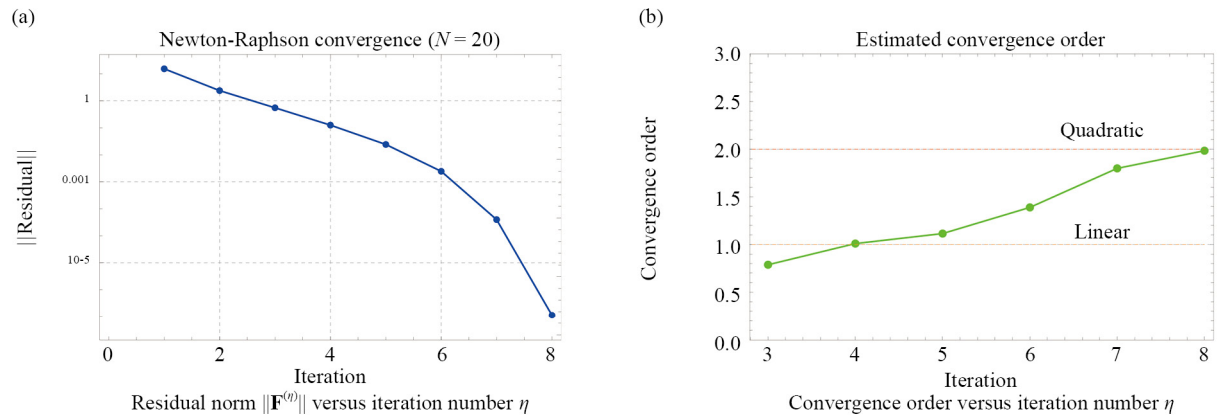 (a)
Newton-Raphson convergence (N = 20)
||Residual||
1
0.001
10-5
0 2 4 6 8
Iteration
Residual norm ||F^(η)|| versus iteration number η
(b)
Estimated convergence order
Convergence order
3.0
2.5
2.0
1.5
1.0
0.5
0.0
Quadratic
Linear
3 4 5 6 7 8
Iteration
Convergence order versus iteration number η